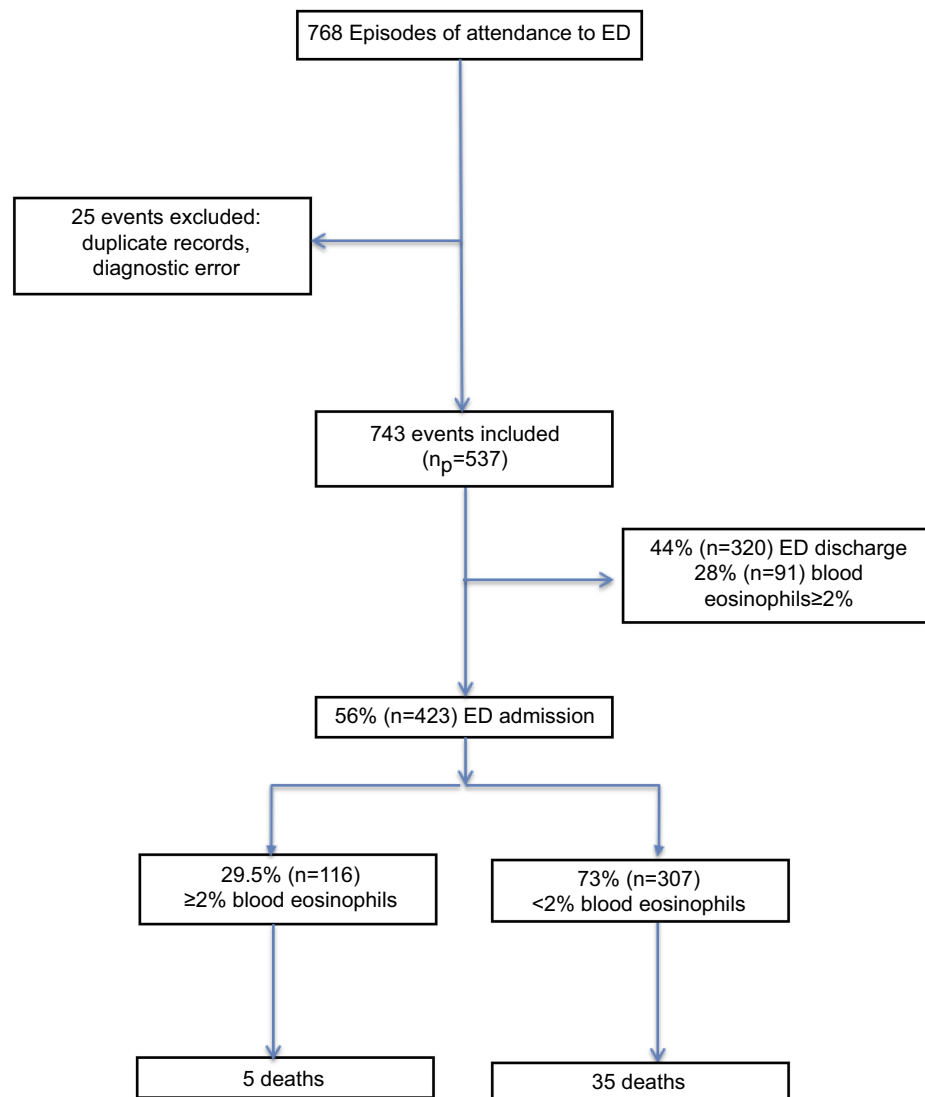 768 Episodes of attendance to ED
25 events excluded:
duplicate records,
diagnostic error
743 events included
(np=537)
44% (n=320) ED discharge
28% (n=91) blood
eosinophils≥2%
56% (n=423) ED admission
29.5% (n=116)
≥2% blood eosinophils
73% (n=307)
<2% blood eosinophils
5 deaths
35 deaths